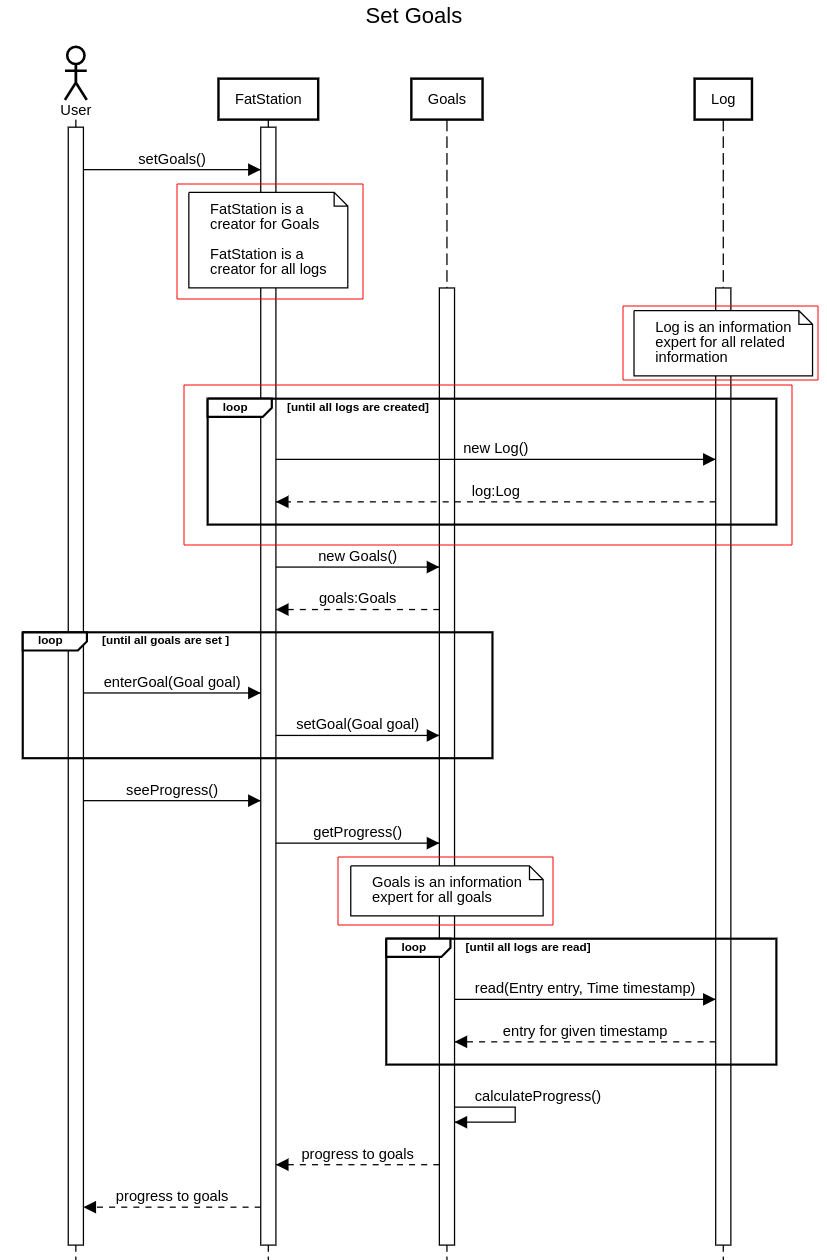 Set Goals
User
FatStation
Goals
Log
setGoals()
FatStation is a
creator for Goals
FatStation is a
creator for all logs
Log is an information
expert for all related
information
loop
[until all logs are created]
new Log()
log:Log
new Goals()
goals:Goals
loop
[until all goals are set ]
enterGoal(Goal goal)
setGoal(Goal goal)
seeProgress()
getProgress()
Goals is an information
expert for all goals
loop
[until all logs are read]
read(Entry entry, Time timestamp)
entry for given timestamp
calculateProgress()
progress to goals
progress to goals